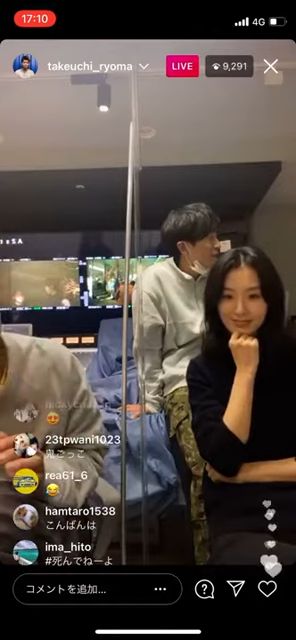 17:10
4G
takeuchi_ryoma
LIVE
9,291
😍
23tpwani1023
鬼ごっこ
rea61_6
😂
hamtaro1538
こんばんは
ima_hito
#死んでねーよ
コメントを追加...